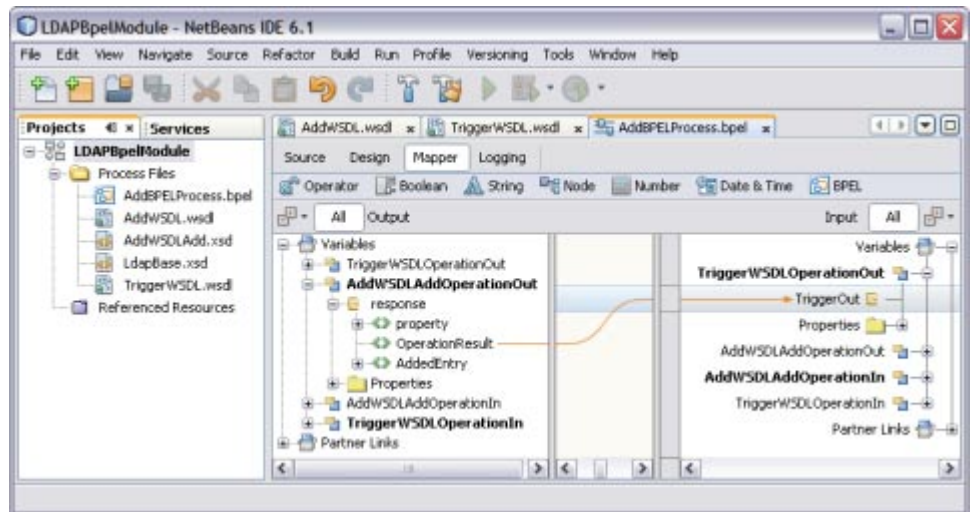 LDAPBpelModule - NetBeans IDE 6.1
File Edit View Navigate Source Refactor Build Run Profile Versioning Tools Window Help
Projects Services
LDAPBpelModule
Process Files
AddBPELProcess.bpel
AddWSDL.wsdl
AddWSDLAdd.xsd
LdapBase.xsd
TriggerWSDL.wsdl
Referenced Resources
AddWSDL.wsdl TriggerWSDL.wsdl AddBPELProcess.bpel
Source Design Mapper Logging
Operator Boolean String Node Number Date & Time BPEL
All Output Input All
Variables
TriggerWSDLOperationOut
AddWSDLAddOperationOut
response
property
OperationResult
AddedEntry
Properties
AddWSDLAddOperationIn
TriggerWSDLOperationIn
Partner Links
Variables
TriggerWSDLOperationOut
TriggerOut
Properties
AddWSDLAddOperationOut
AddWSDLAddOperationIn
TriggerWSDLOperationIn
Partner Links